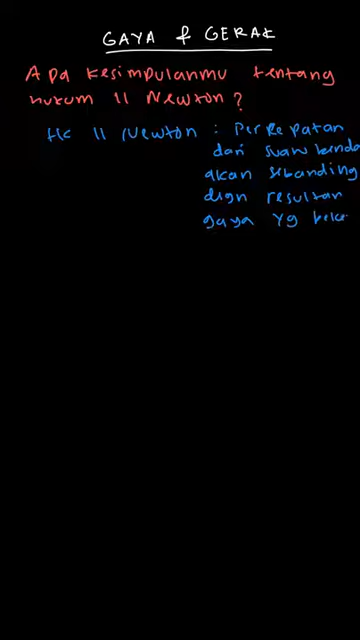 GAYA & GERAK
Apa kesimpulanmu tentang
hukum II Newton?
Hk II Newton : Percepatan
dari suatu benda
akan sebanding
dgn resultan
gaya yg beke